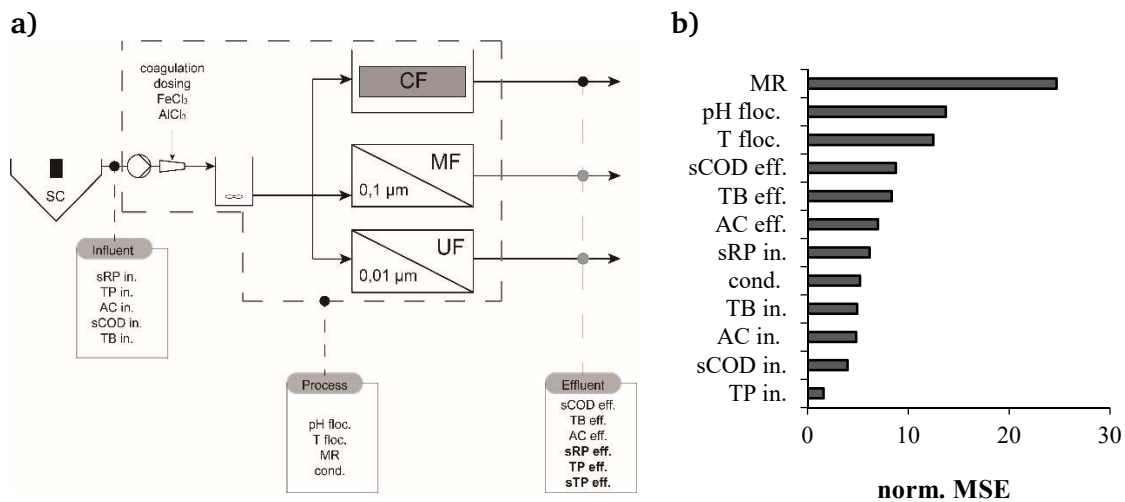 a)
coagulation
dosing
FeCl₃
AlCl₃
SC
CF
MF
0,1 µm
UF
0,01 µm
Influent
sRP in.
TP in.
AC in.
sCOD in.
TB in.
Process
pH floc.
T floc.
MR
cond.
Effluent
sCOD eff.
TB eff.
AC eff.
sRP eff.
TP eff.
sTP eff.
b)
MR
pH floc.
T floc.
sCOD eff.
TB eff.
AC eff.
sRP in.
cond.
TB in.
AC in.
sCOD in.
TP in.
0 10 20 30
norm. MSE